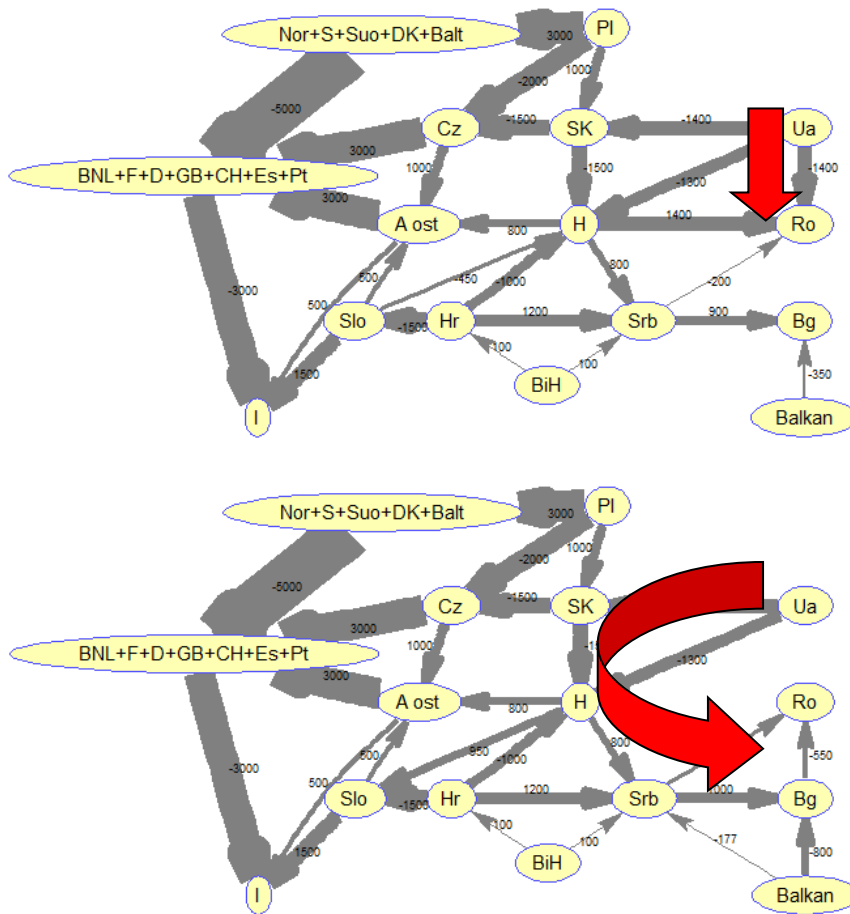 Nor+S+Suo+DK+Balt
3000
Pl
-2000
1000
-5000
Cz
-1500
SK
-1400
Ua
3000
BNL+F+D+GB+CH+Es+Pt
1000
-1500
-1300
-1400
3000
A ost
800
H
1400
Ro
500
-450
800
-200
-3000
500
-1000
Slo
-1500
Hr
1200
Srb
900
Bg
1500
100
100
BiH
-350
I
Balkan
Nor+S+Suo+DK+Balt
3000
Pl
-2000
1000
-5000
Cz
-1500
SK
Ua
3000
BNL+F+D+GB+CH+Es+Pt
1000
-1300
3000
A ost
800
H
Ro
500
950
800
-550
-3000
500
-1000
Slo
-1500
Hr
1200
Srb
1000
Bg
1500
100
100
-177
-800
BiH
I
Balkan